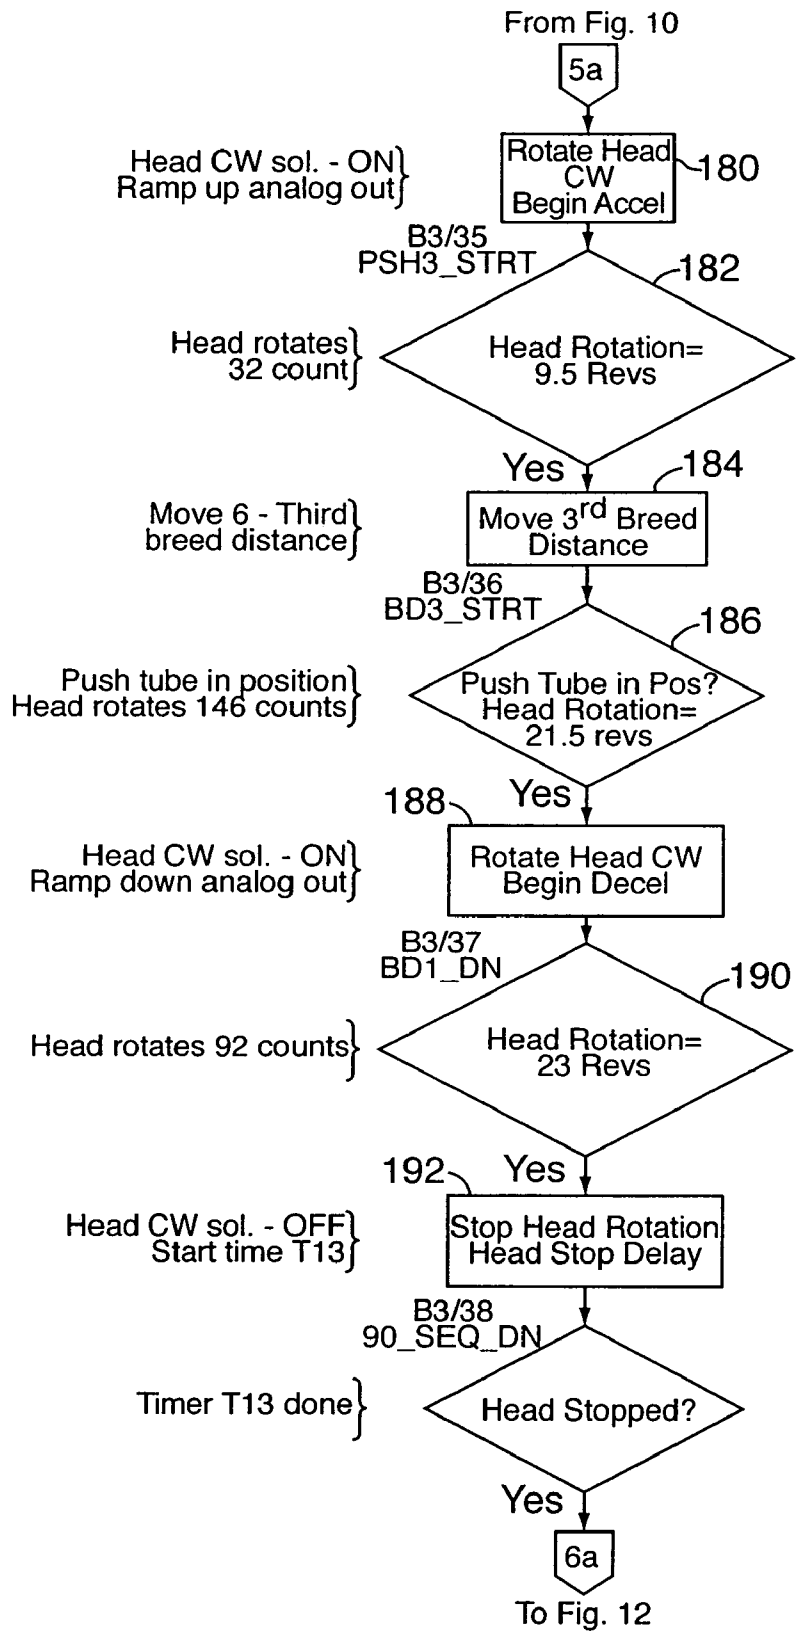 From Fig. 10
5a
Head CW sol. - ON
Ramp up analog out
Rotate Head
CW
Begin Accel
180
B3/35
PSH3_STRT
182
Head rotates
32 count
Head Rotation=
9.5 Revs
Yes
184
Move 6 - Third
breed distance
Move 3rd Breed
Distance
B3/36
BD3_STRT
186
Push tube in position
Head rotates 146 counts
Push Tube in Pos?
Head Rotation=
21.5 revs
Yes
188
Head CW sol. - ON
Ramp down analog out
Rotate Head CW
Begin Decel
B3/37
BD1_DN
190
Head rotates 92 counts
Head Rotation=
23 Revs
Yes
192
Head CW sol. - OFF
Start time T13
Stop Head Rotation
Head Stop Delay
B3/38
90_SEQ_DN
Timer T13 done
Head Stopped?
Yes
6a
To Fig. 12